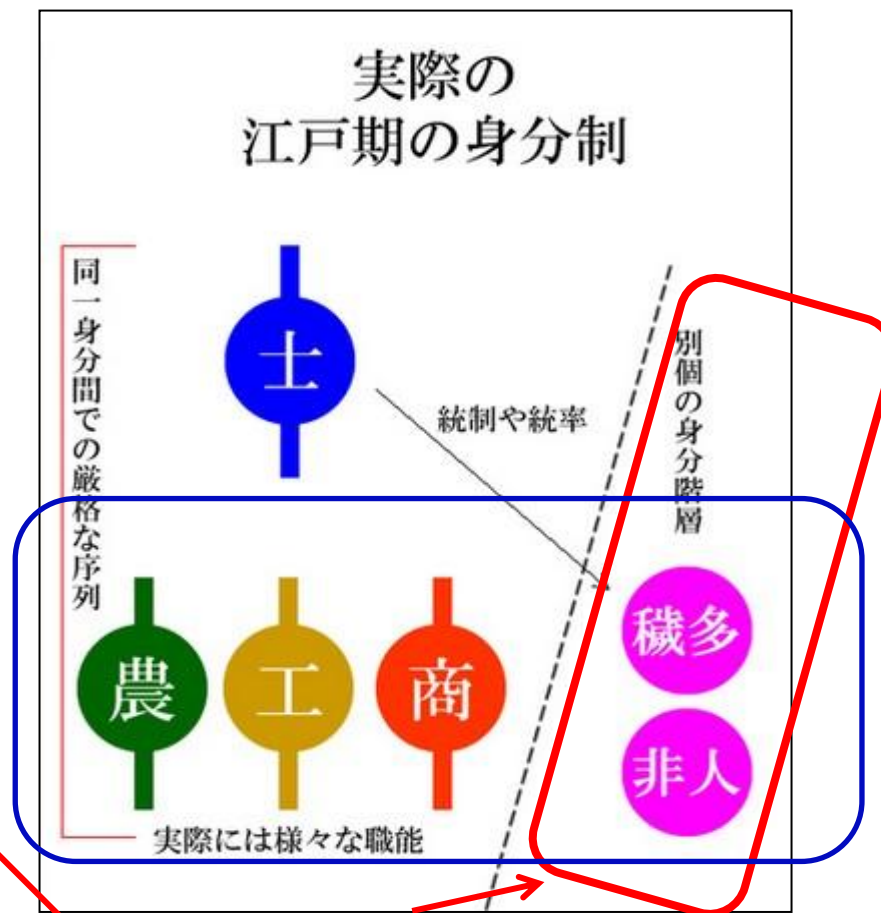 実際の
江戸期の身分制
同一身分間での厳格な序列
士
統制や統率
別個の身分階層
農
工
商
穢多
非人
実際には様々な職能